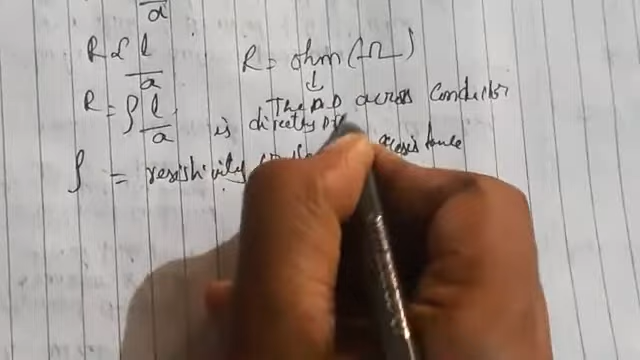 a
R ∝ l/a
R = ohm (Ω)
↓
R = ρ l/a
The P.D across conductor
is directly
ρ = resistivity